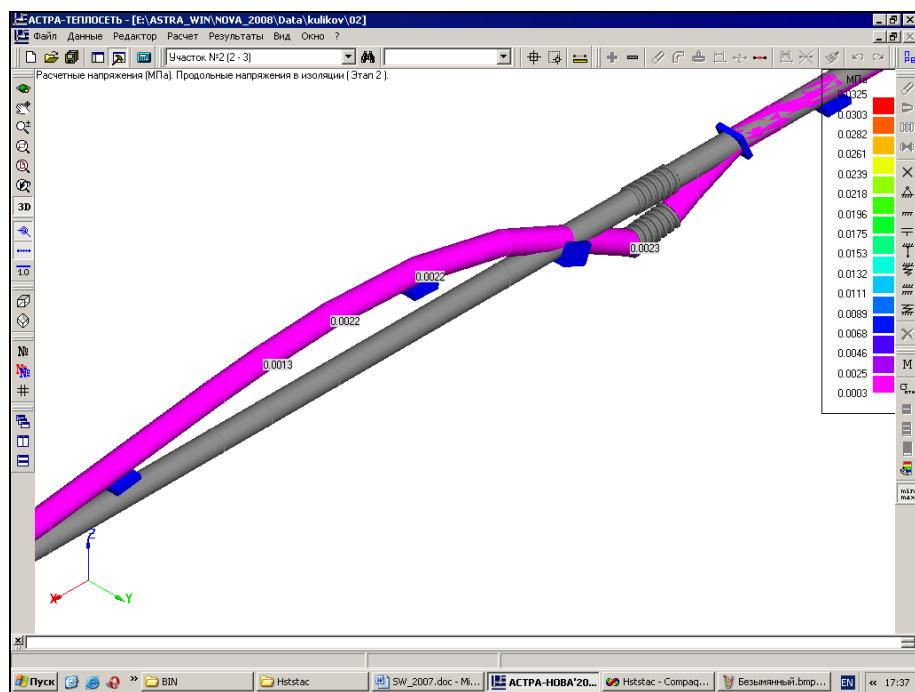 АСТРА-ТЕПЛОСЕТЬ - [E:\ASTRA_WIN\NOVA_2008\Data\kulikov\02]
Файл Данные Редактор Расчет Результаты Вид Окно ?
Участок №2 (2 - 3)
Расчетные напряжения (МПа). Продольные напряжения в изоляции ( Этап 2 ).
МПа
0.0325
0.0303
0.0282
0.0261
0.0239
0.0218
0.0196
0.0175
0.0153
0.0132
0.0111
0.0089
0.0068
0.0046
0.0025
0.0003
3D
1.0
№
#
M
min
max
0.0023
0.0022
0.0022
0.0013
Z
X
Y
Пуск
BIN
Hststac
SW_2007.doc - Mi...
АСТРА-НОВА'20...
Hststac - Compaq...
Безымянный.bmp...
EN
17:37